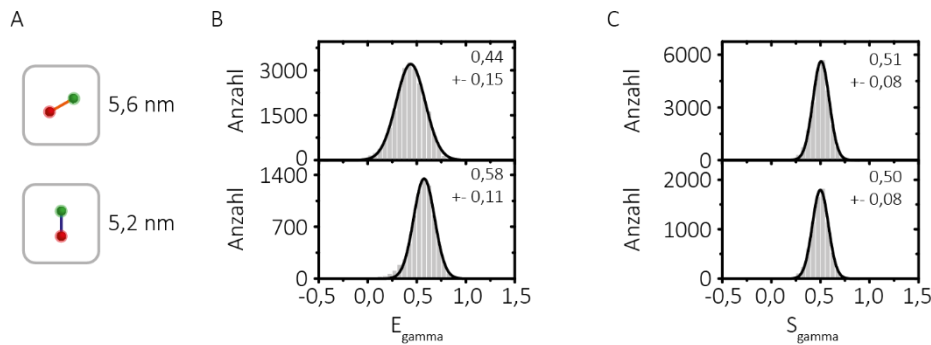 A
5,6 nm
5,2 nm
B
Anzahl
3000
1500
0
0,44
+- 0,15
Anzahl
1400
700
0
0,58
+- 0,11
-0,5 0,0 0,5 1,0 1,5
E gamma
C
Anzahl
6000
3000
0
0,51
+- 0,08
Anzahl
2000
1000
0
0,50
+- 0,08
-0,5 0,0 0,5 1,0 1,5
S gamma